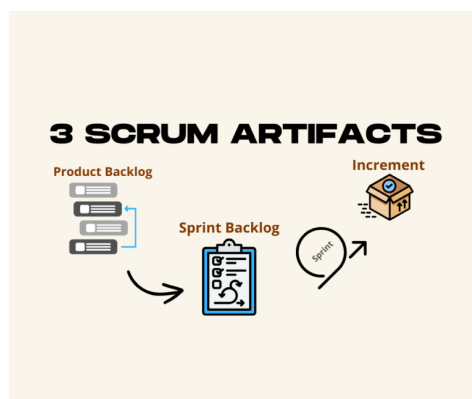 3 SCRUM ARTIFACTS
Product Backlog
Sprint Backlog
Sprint
Increment